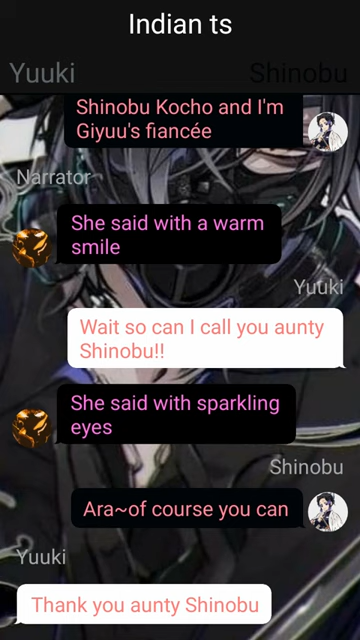 Indian ts
Yuuki
Shinobu
Shinobu Kocho and I'm
Giyuu's fiancée
Narrator
She said with a warm
smile
Yuuki
Wait so can I call you aunty
Shinobu!!
She said with sparkling
eyes
Shinobu
Ara~of course you can
Yuuki
Thank you aunty Shinobu